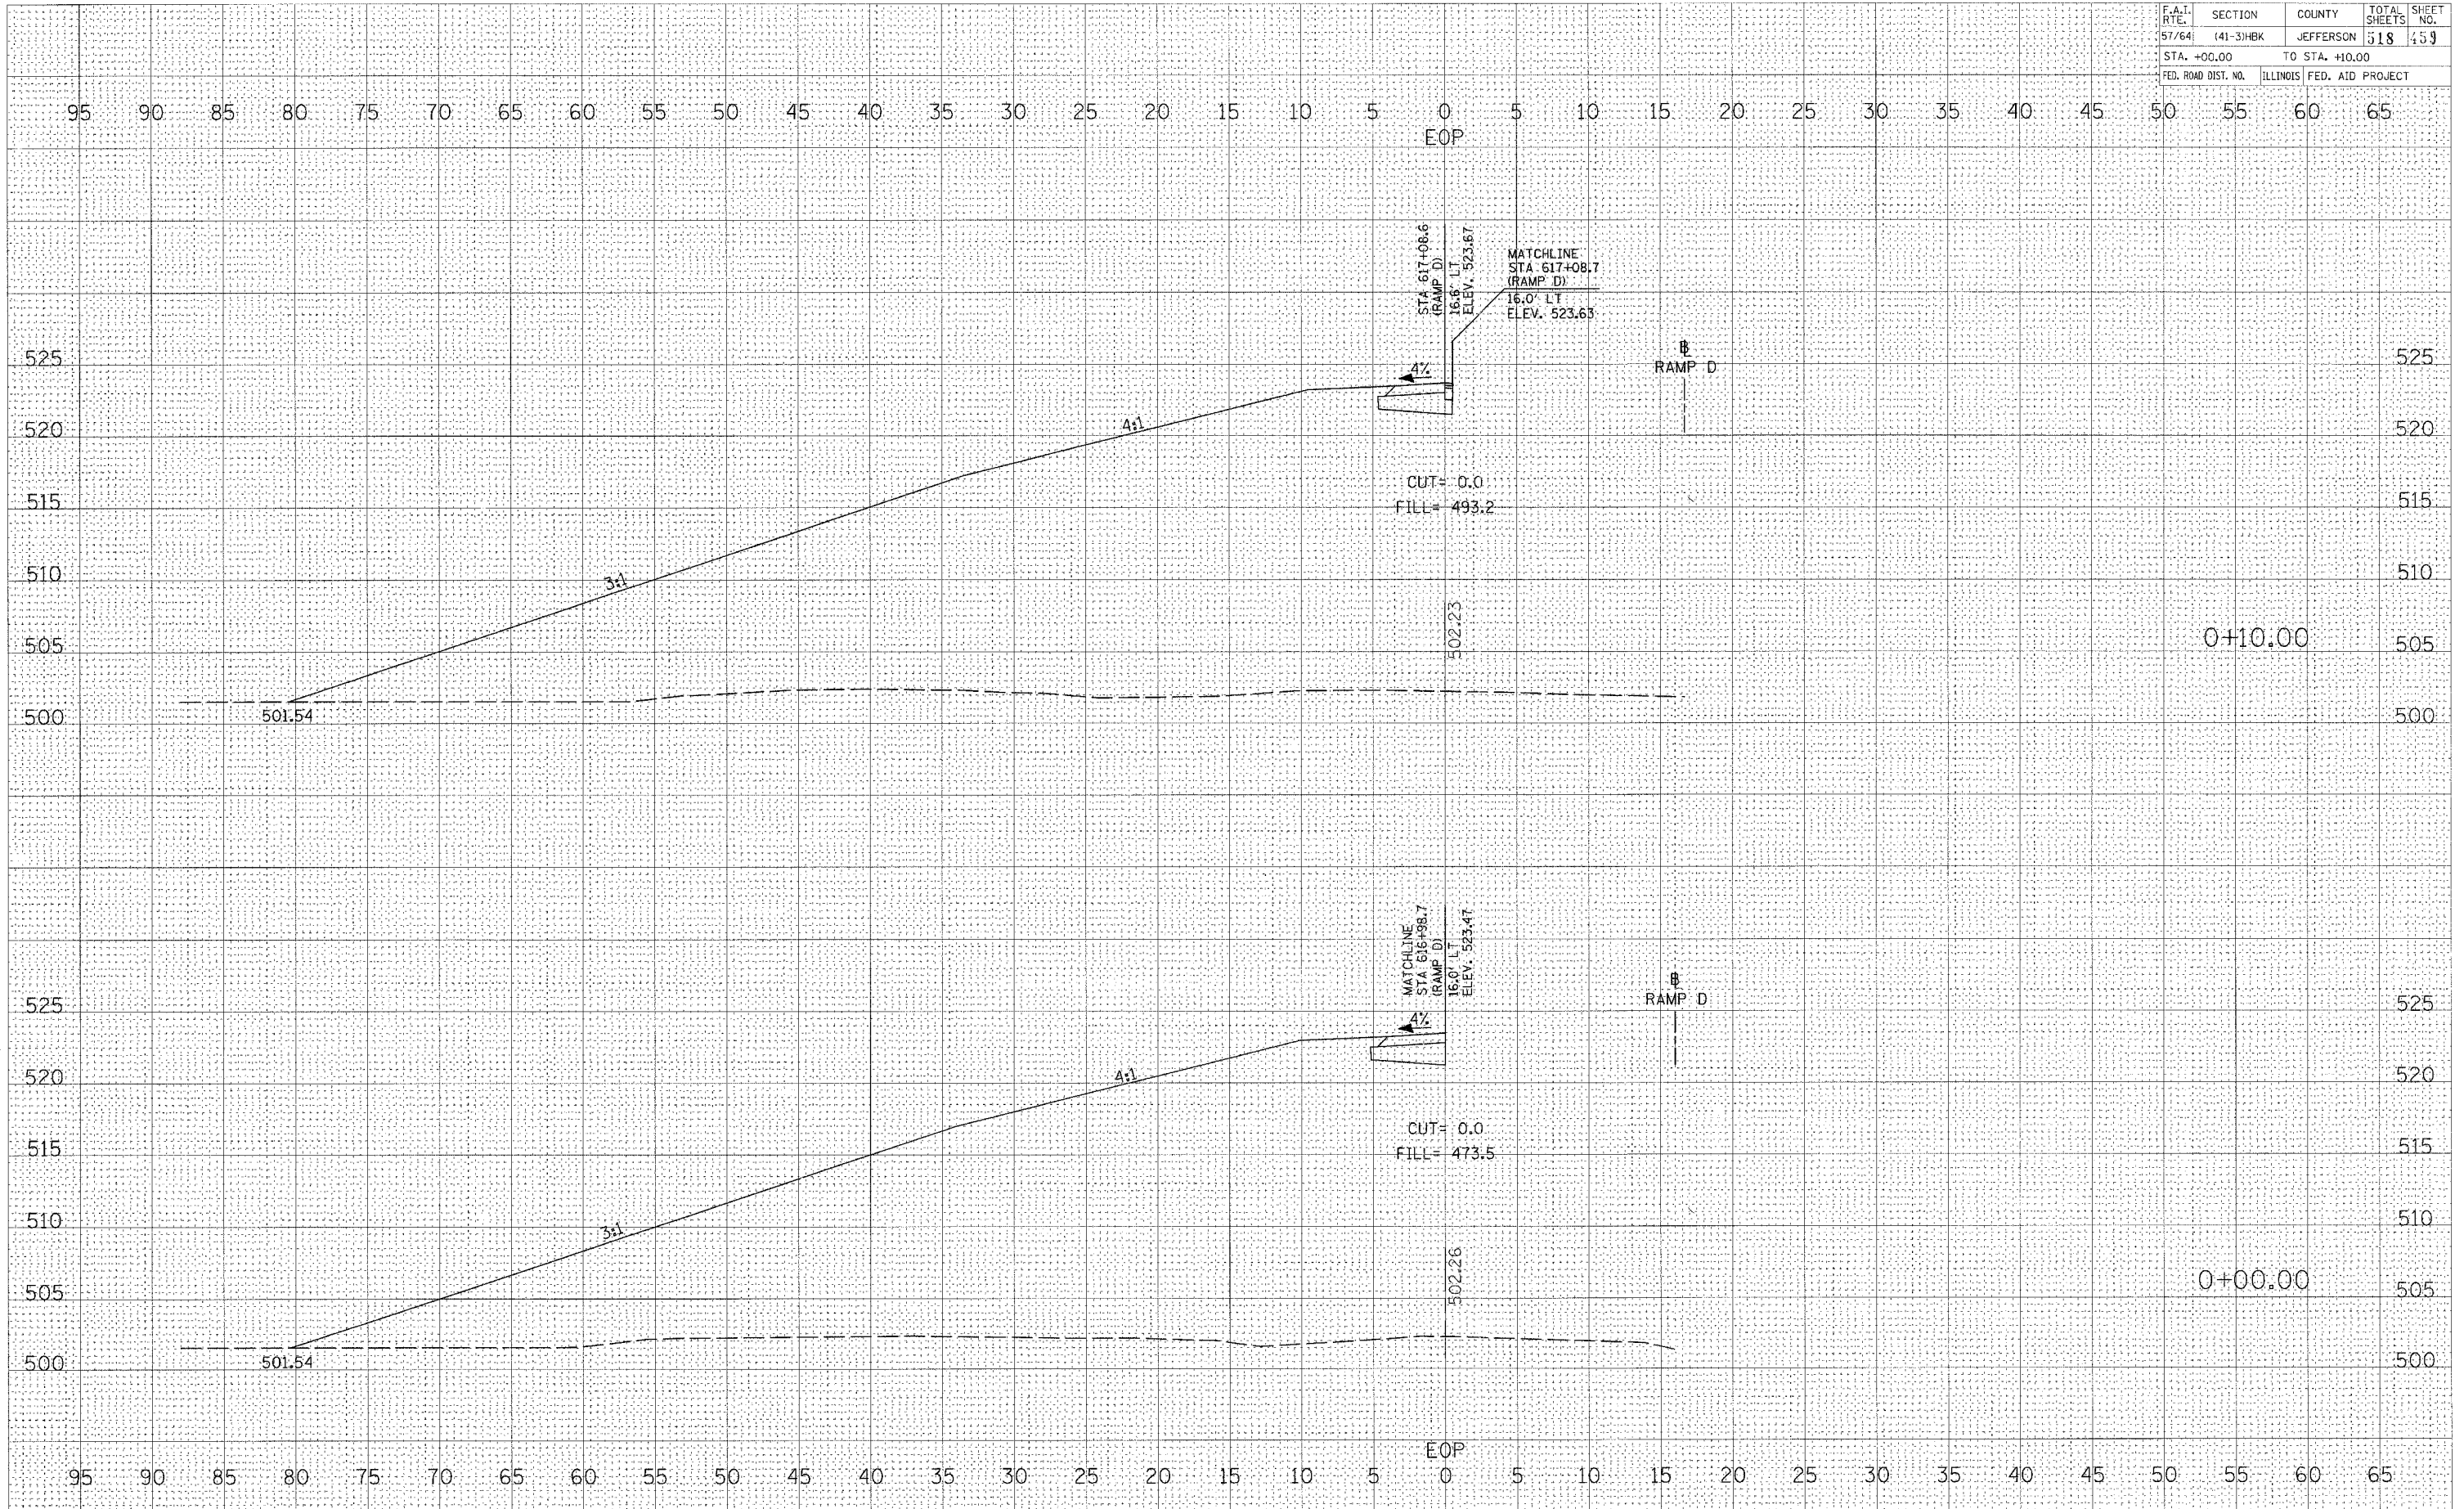 F.A.I. RTE. SECTION COUNTY TOTAL SHEETS SHEET NO.
57/64 (41-3)HBK JEFFERSON 518 459
STA. +00.00 TO STA. +10.00
FED. ROAD DIST. NO. ILLINOIS FED. AID PROJECT
95 90 85 80 75 70 65 60 55 50 45 40 35 30 25 20 15 10 5 0 5 10 15 20 25 30 35 40 45 50 55 60 65
EOP
STA 617+08.6
(RAMP D)
16.6' LT
ELEV. 523.67
MATCHLINE
STA 617+08.7
(RAMP D)
16.0' LT
ELEV. 523.63
BL
RAMP D
525 525
4%
520 4:1 520
CUT= 0.0
515 FILL= 493.2 515
510 3:1 510
502.23
505 0+10.00 505
500 501.54 500
MATCHLINE
STA 616+98.7
(RAMP D)
16.0' LT
ELEV. 523.47
BL
RAMP D
525 525
4%
520 4:1 520
CUT= 0.0
515 FILL= 473.5 515
510 3:1 510
502.26
505 0+00.00 505
500 501.54 500
EOP
95 90 85 80 75 70 65 60 55 50 45 40 35 30 25 20 15 10 5 0 5 10 15 20 25 30 35 40 45 50 55 60 65